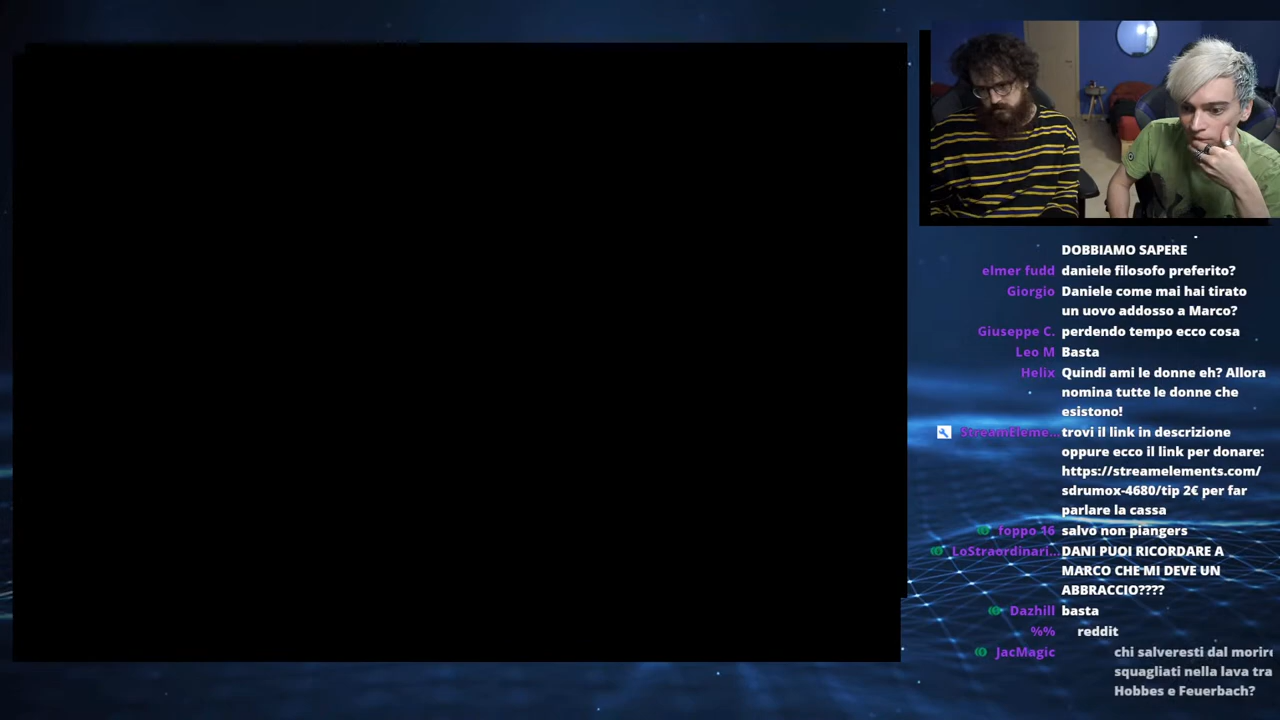 DOBBIAMO SAPERE
elmer fudd daniele filosofo preferito?
Giorgio Daniele come mai hai tirato
un uovo addosso a Marco?
Giuseppe C. perdendo tempo ecco cosa
Leo M Basta
Helix Quindi ami le donne eh? Allora
nomina tutte le donne che
esistono!
StreamEleme... trovi il link in descrizione
oppure ecco il link per donare:
https://streamelements.com/
sdrumox-4680/tip 2€ per far
parlare la cassa
foppo 16 salvo non piangers
LoStraordinari... DANI PUOI RICORDARE A
MARCO CHE MI DEVE UN
ABBRACCIO????
Dazhill basta
%% reddit
JacMagic chi salveresti dal morire
squagliati nella lava tra
Hobbes e Feuerbach?